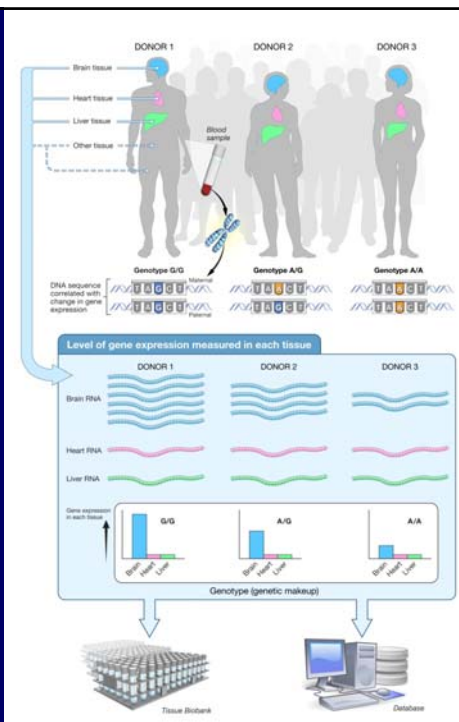 DONOR 1 DONOR 2 DONOR 3
Brain tissue
Heart tissue
Liver tissue
Other tissue
Blood
sample
Genotype G/G Genotype A/G Genotype A/A
DNA sequence
correlated with
change in gene
expression
Maternal
T A G C T T A A C T T A A C T
T A G C T T A G C T T A A C T
Paternal
Level of gene expression measured in each tissue
DONOR 1 DONOR 2 DONOR 3
Brain RNA
Heart RNA
Liver RNA
Gene expression
in each tissue
G/G A/G A/A
Brain Heart Liver Brain Heart Liver Brain Heart Liver
Genotype (genetic makeup)
Tissue Biobank Database